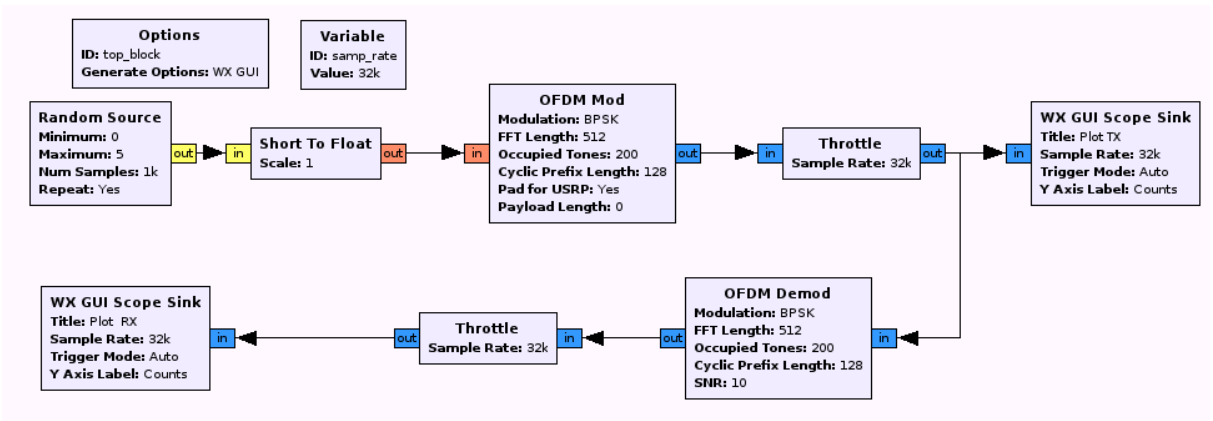 Options
ID: top_block
Generate Options: WX GUI
Variable
ID: samp_rate
Value: 32k
Random Source
Minimum: 0
Maximum: 5
Num Samples: 1k
Repeat: Yes
out
in
Short To Float
Scale: 1
out
in
OFDM Mod
Modulation: BPSK
FFT Length: 512
Occupied Tones: 200
Cyclic Prefix Length: 128
Pad for USRP: Yes
Payload Length: 0
out
in
Throttle
Sample Rate: 32k
out
in
WX GUI Scope Sink
Title: Plot TX
Sample Rate: 32k
Trigger Mode: Auto
Y Axis Label: Counts
WX GUI Scope Sink
Title: Plot RX
Sample Rate: 32k
Trigger Mode: Auto
Y Axis Label: Counts
in
out
Throttle
Sample Rate: 32k
in
out
OFDM Demod
Modulation: BPSK
FFT Length: 512
Occupied Tones: 200
Cyclic Prefix Length: 128
SNR: 10
in